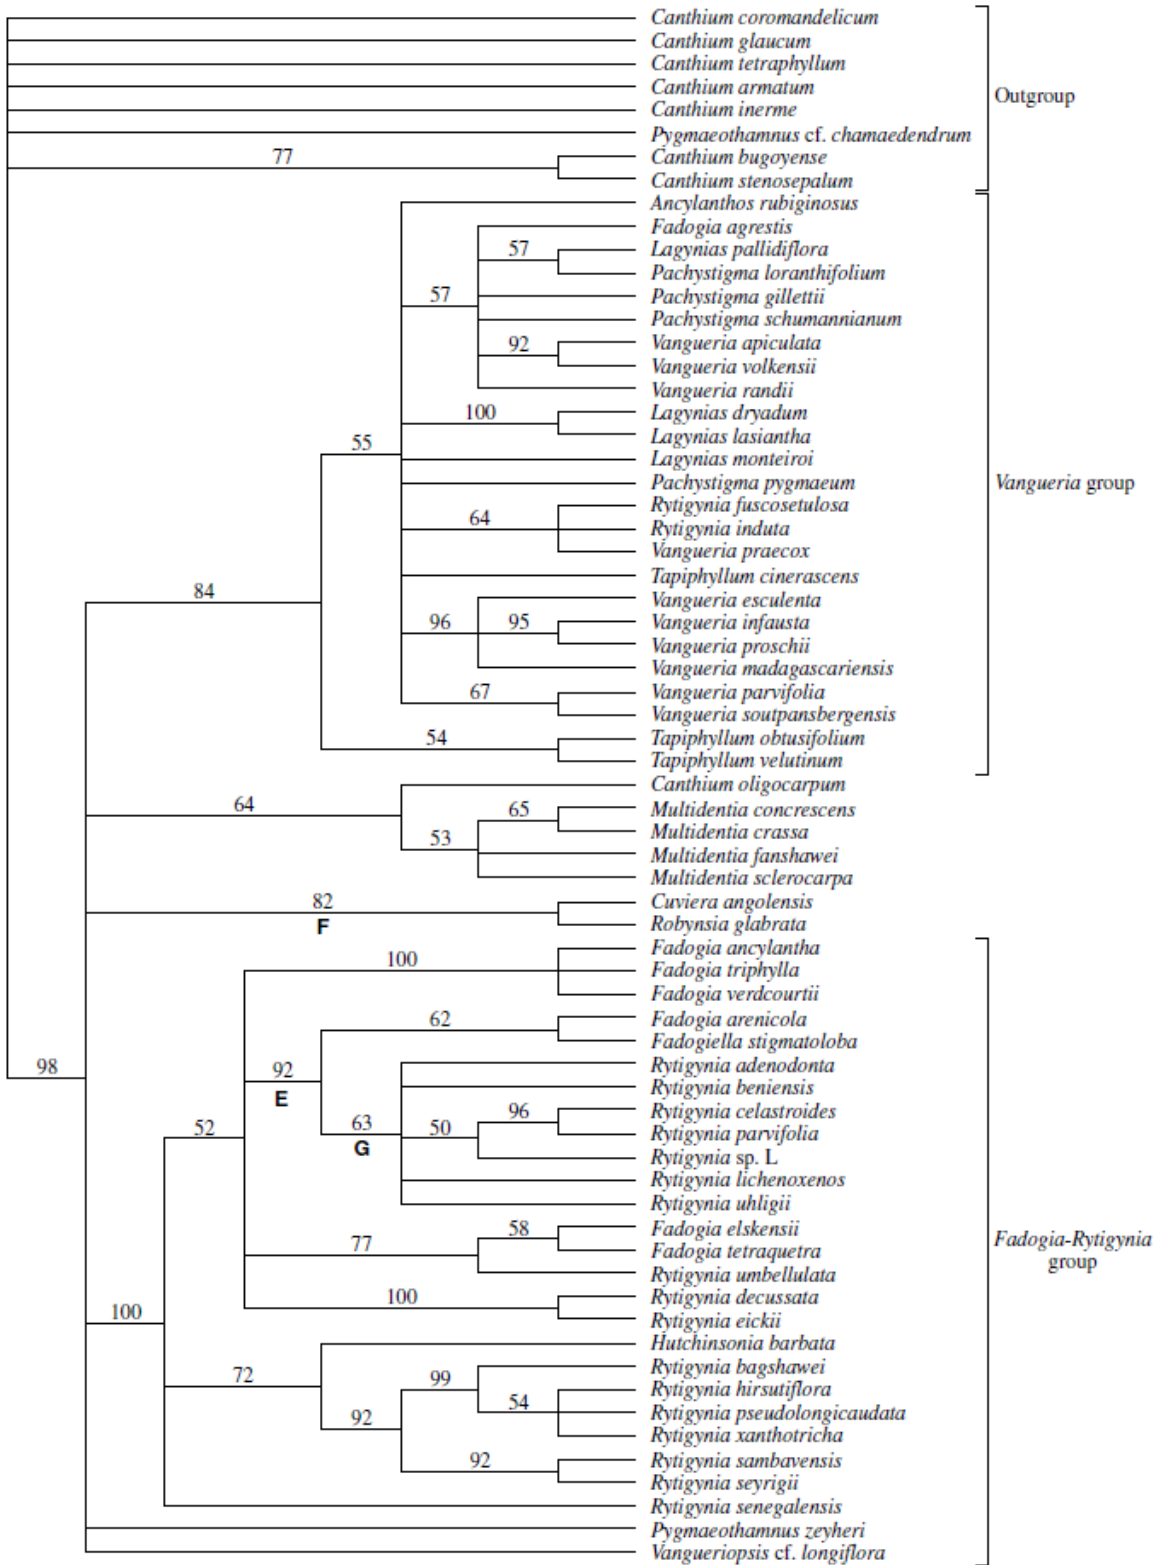 Canthium coromandelicum
Canthium glaucum
Canthium tetraphyllum
Canthium armatum
Outgroup
Canthium inerme
Pygmaeothamnus cf. chamaedendrum
77
Canthium bugoyense
Canthium stenosepalum
Ancylanthos rubiginosus
Fadogia agrestis
57
Lagynias pallidiflora
Pachystigma loranthifolium
57
Pachystigma gillettii
Pachystigma schumannianum
92
Vangueria apiculata
Vangueria volkensii
Vangueria randii
100
Lagynias dryadum
Lagynias lasiantha
55
Lagynias monteiroi
Pachystigma pygmaeum
Vangueria group
Rytigynia fuscosetulosa
64
Rytigynia induta
Vangueria praecox
Tapiphyllum cinerascens
84
Vangueria esculenta
96
95
Vangueria infausta
Vangueria proschii
Vangueria madagascariensis
67
Vangueria parvifolia
Vangueria soutpansbergensis
54
Tapiphyllum obtusifolium
Tapiphyllum velutinum
Canthium oligocarpum
64
65
Multidentia concrescens
Multidentia crassa
53
Multidentia fanshawei
Multidentia sclerocarpa
82
Cuviera angolensis
F
Robynsia glabrata
Fadogia ancylantha
100
Fadogia triphylla
Fadogia verdcourtii
62
Fadogia arenicola
Fadogiella stigmatoloba
98
92
Rytigynia adenodonta
E
Rytigynia beniensis
96
Rytigynia celastroides
52
63
50
Rytigynia parvifolia
G
Rytigynia sp. L
Rytigynia lichenoxenos
Rytigynia uhligii
58
Fadogia elskensii
77
Fadogia tetraquetra
Fadogia-Rytigynia
group
Rytigynia umbellulata
100
Rytigynia decussata
100
Rytigynia eickii
Hutchinsonia barbata
72
99
Rytigynia bagshawei
54
Rytigynia hirsutiflora
92
Rytigynia pseudolongicaudata
Rytigynia xanthotricha
92
Rytigynia sambavensis
Rytigynia seyrigii
Rytigynia senegalensis
Pygmaeothamnus zeyheri
Vangueriopsis cf. longiflora